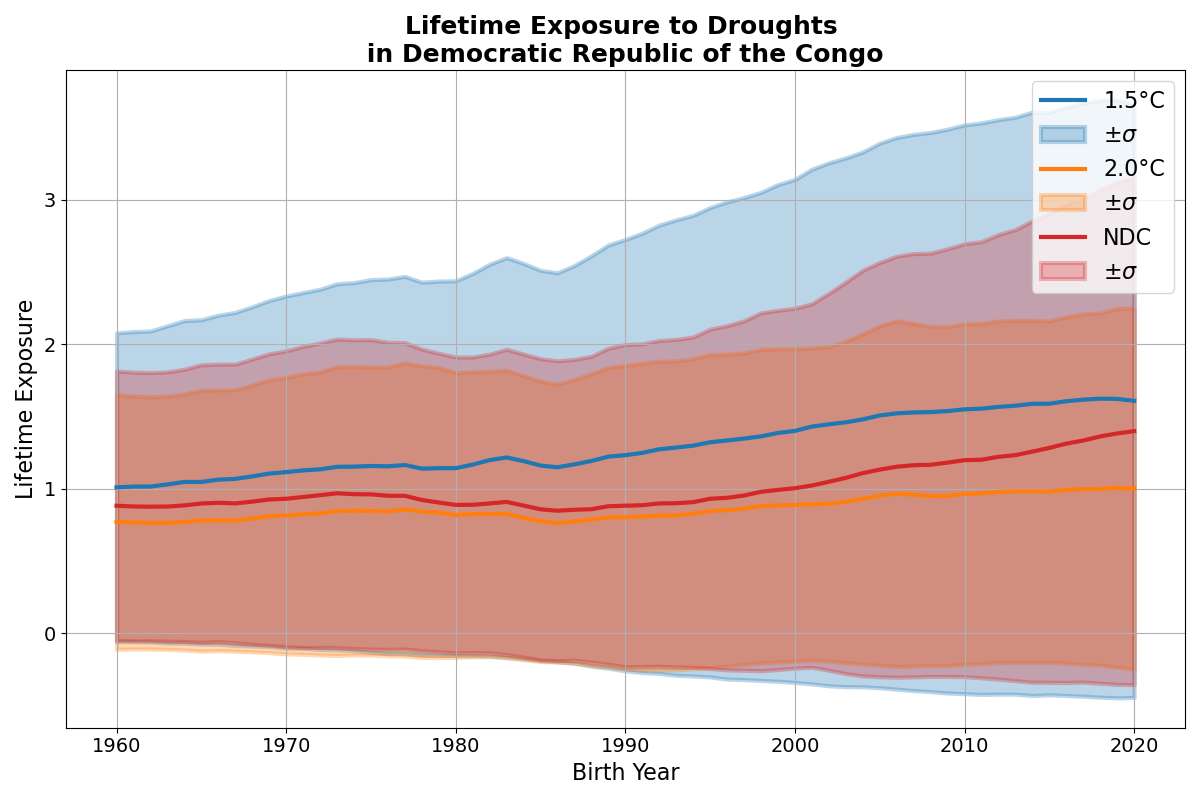 Lifetime Exposure to Droughts
in Democratic Republic of the Congo
1.5°C
±σ
2.0°C
±σ
NDC
±σ
Lifetime Exposure
3
2
1
0
1960 1970 1980 1990 2000 2010 2020
Birth Year